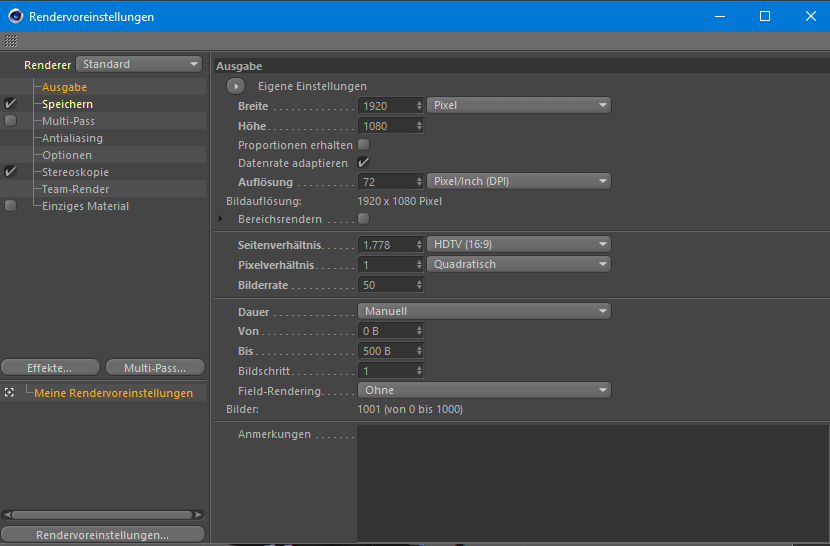 Rendervoreinstellungen
Renderer Standard
Ausgabe
Speichern
Multi-Pass
Antialiasing
Optionen
Stereoskopie
Team-Render
Einziges Material
Effekte... Multi-Pass...
Meine Rendervoreinstellungen
Rendervoreinstellungen...
Ausgabe
Eigene Einstellungen
Breite . . . . . . . . . . . . 1920 Pixel
Höhe. . . . . . . . . . . . . 1080
Proportionen erhalten
Datenrate adaptieren
Auflösung . . . . . . . . . 72 Pixel/Inch (DPI)
Bildauflösung: 1920 x 1080 Pixel
Bereichsrendern . .
Seitenverhältnis. . . . . 1.778 HDTV (16:9)
Pixelverhältnis. . . . . . 1 Quadratisch
Bilderrate . . . . . . . . . 50
Dauer . . . . . . . . . . . . Manuell
Von . . . . . . . . . . . . . . 0 B
Bis . . . . . . . . . . . . . . 500 B
Bildschritt . . . . . . . . . 1
Field-Rendering. . . . . Ohne
Bilder: 1001 (von 0 bis 1000)
Anmerkungen . . . . . .